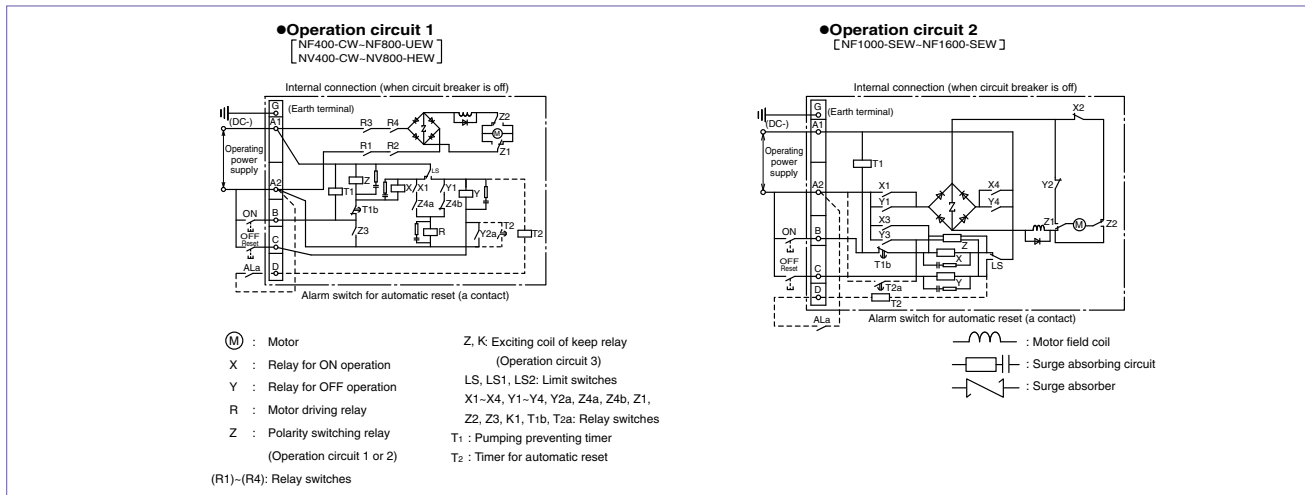 ●Operation circuit 1
[NF400-CW~NF800-UEW
NV400-CW~NV800-HEW]
Internal connection (when circuit breaker is off)
G
(Earth terminal)
(DC-)
A1
R3
R4
Z
Z2
M
Z1
R1
R2
Operating
power
supply
LS
A2
T1
Z
X
X1
Y1
Y
T1b
Z4a
Z4b
ON
B
Z3
R
Y2a
T2
T2
OFF
Reset
C
ALa
D
Alarm switch for automatic reset (a contact)
M : Motor
X : Relay for ON operation
Y : Relay for OFF operation
R : Motor driving relay
Z : Polarity switching relay
(Operation circuit 1 or 2)
(R1)~(R4): Relay switches
Z, K: Exciting coil of keep relay
(Operation circuit 3)
LS, LS1, LS2: Limit switches
X1~X4, Y1~Y4, Y2a, Z4a, Z4b, Z1,
Z2, Z3, K1, T1b, T2a: Relay switches
T1 : Pumping preventing timer
T2 : Timer for automatic reset
●Operation circuit 2
[NF1000-SEW~NF1600-SEW]
Internal connection (when circuit breaker is off)
X2
G
(Earth terminal)
(DC-)
A1
T1
Operating
power
supply
Y2
A2
X1
X4
Y1
Z
Y4
X3
Z1
M
Z2
ON
B
Y3
Z
T1b
X
LS
OFF
Reset
C
Y
T2a
D
T2
ALa
Alarm switch for automatic reset (a contact)
: Motor field coil
: Surge absorbing circuit
: Surge absorber